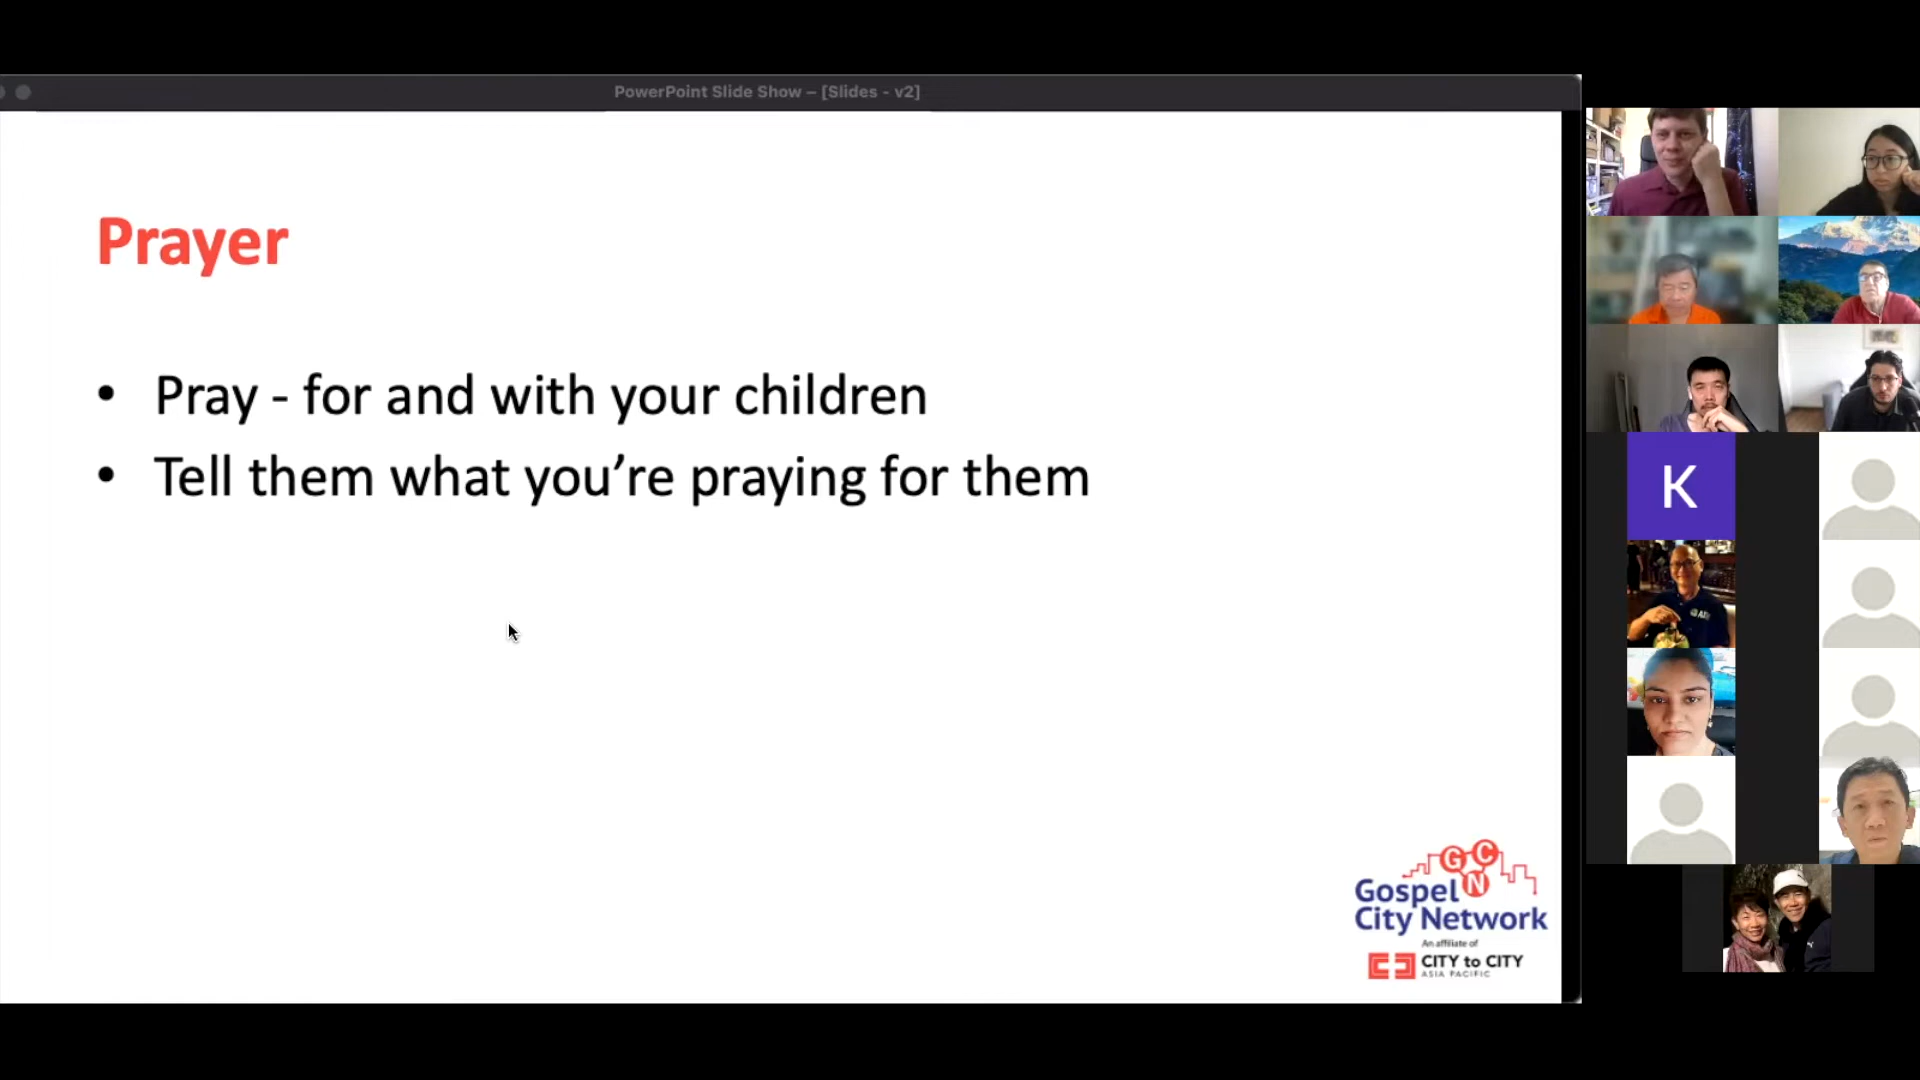 PowerPoint Slide Show – [Slides - v2]
Prayer
• Pray - for and with your children
• Tell them what you’re praying for them
K
GCN
Gospel
City Network
An affiliate of
CITY to CITY
ASIA PACIFIC